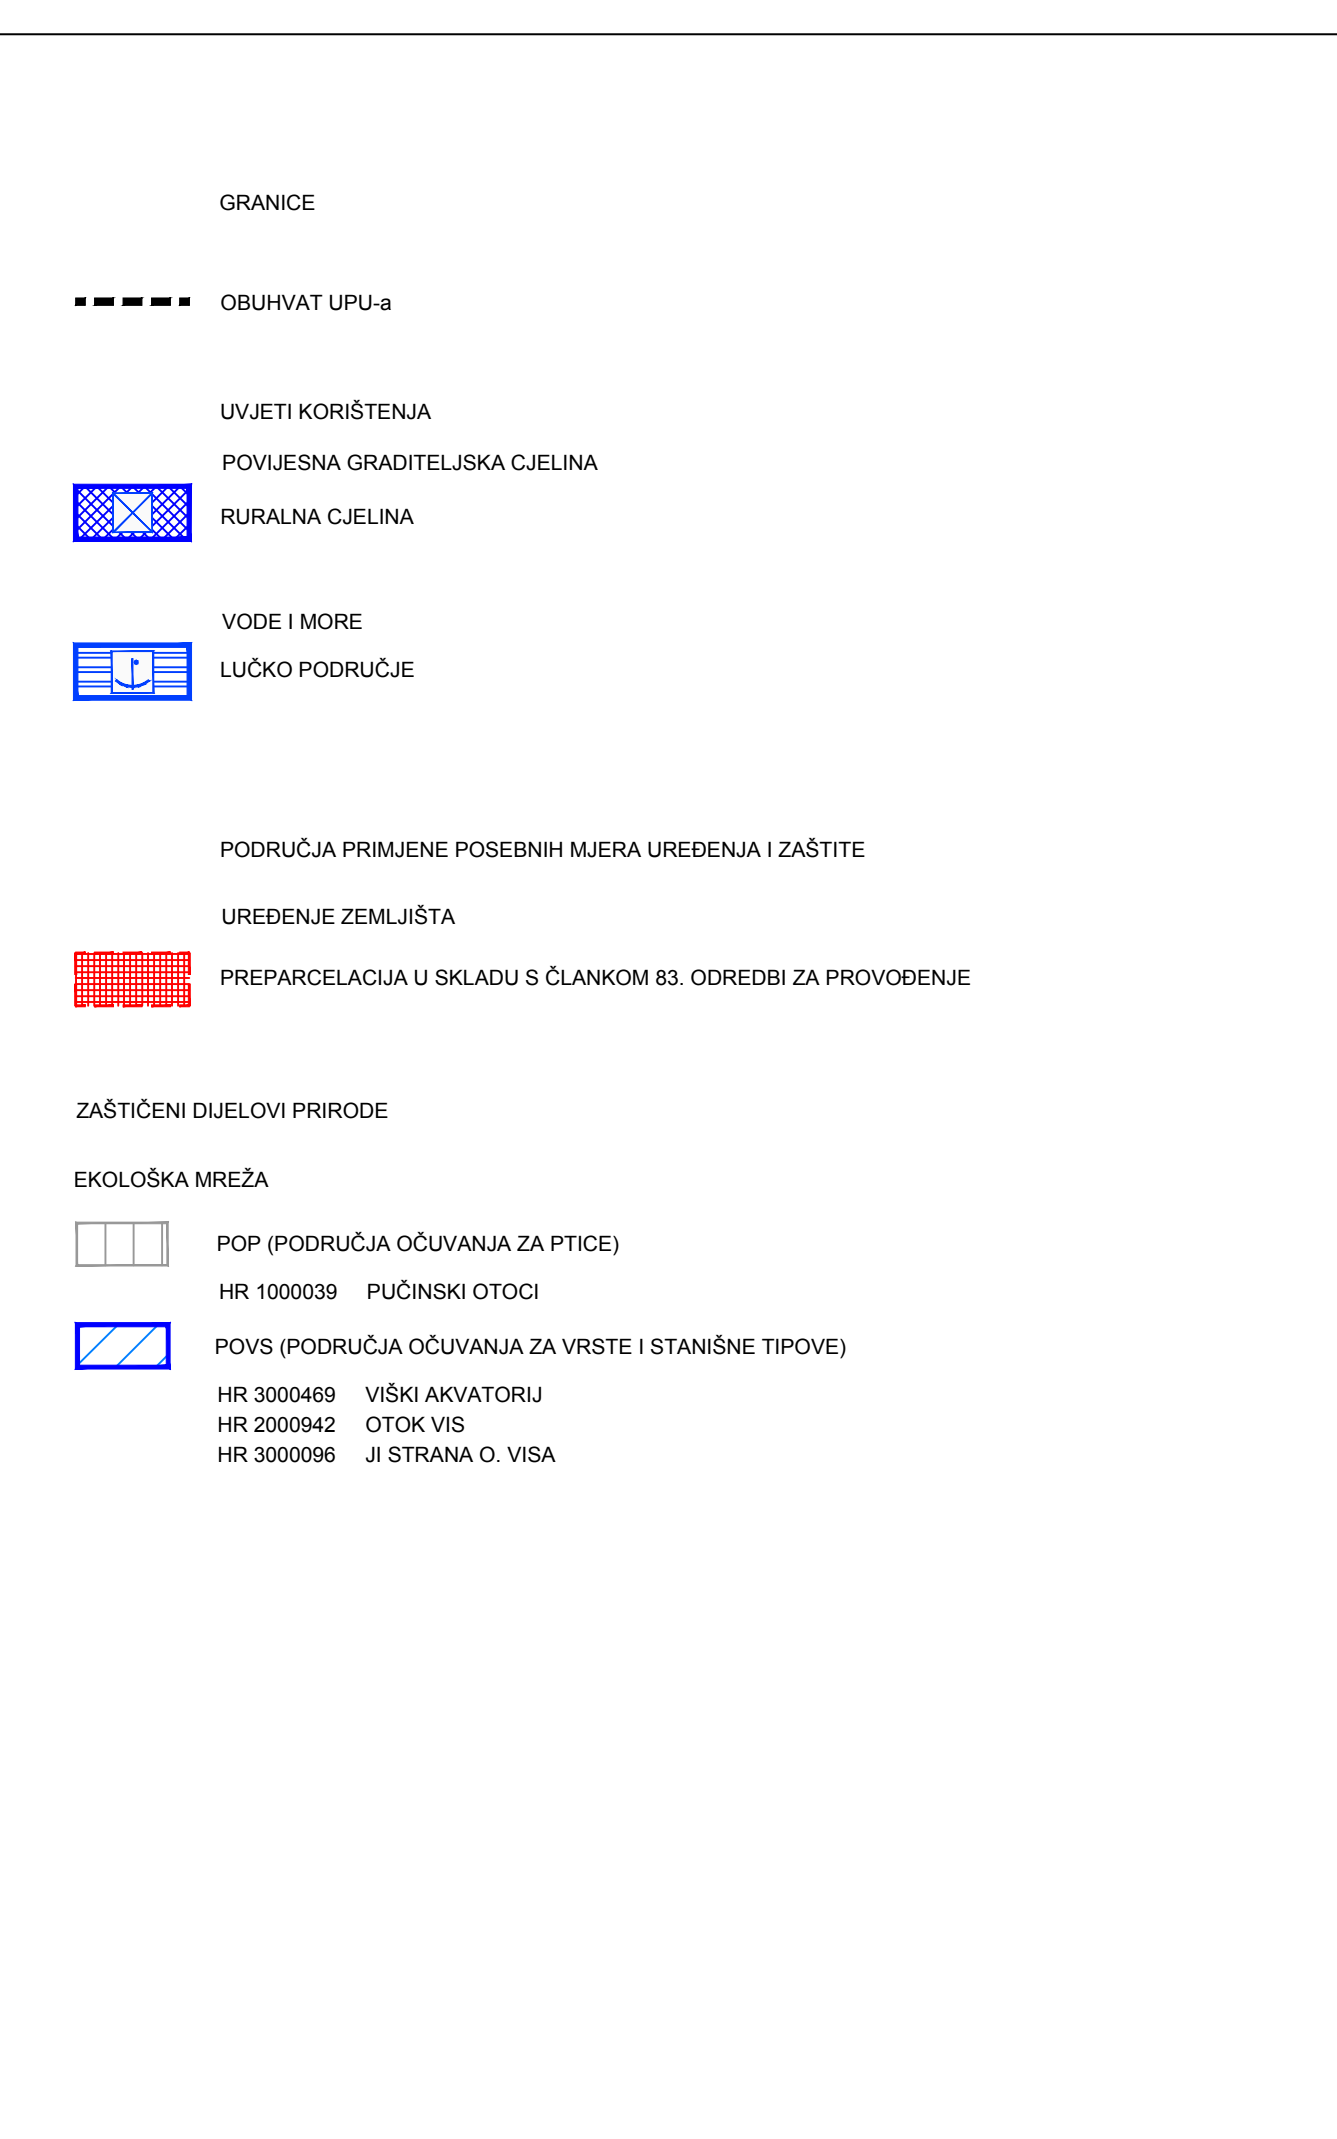 GRANICE
OBUHVAT UPU-a
UVJETI KORIŠTENJA
POVIJESNA GRADITELJSKA CJELINA
RURALNA CJELINA
VODE I MORE
LUČKO PODRUČJE
PODRUČJA PRIMJENE POSEBNIH MJERA UREĐENJA I ZAŠTITE
UREĐENJE ZEMLJIŠTA
PREPARCELACIJA U SKLADU S ČLANKOM 83. ODREDBI ZA PROVOĐENJE
ZAŠTIČENI DIJELOVI PRIRODE
EKOLOŠKA MREŽA
POP (PODRUČJA OČUVANJA ZA PTICE)
HR 1000039 PUČINSKI OTOCI
POVS (PODRUČJA OČUVANJA ZA VRSTE I STANIŠNE TIPOVE)
HR 3000469 VIŠKI AKVATORIJ
HR 2000942 OTOK VIS
HR 3000096 JI STRANA O. VISA